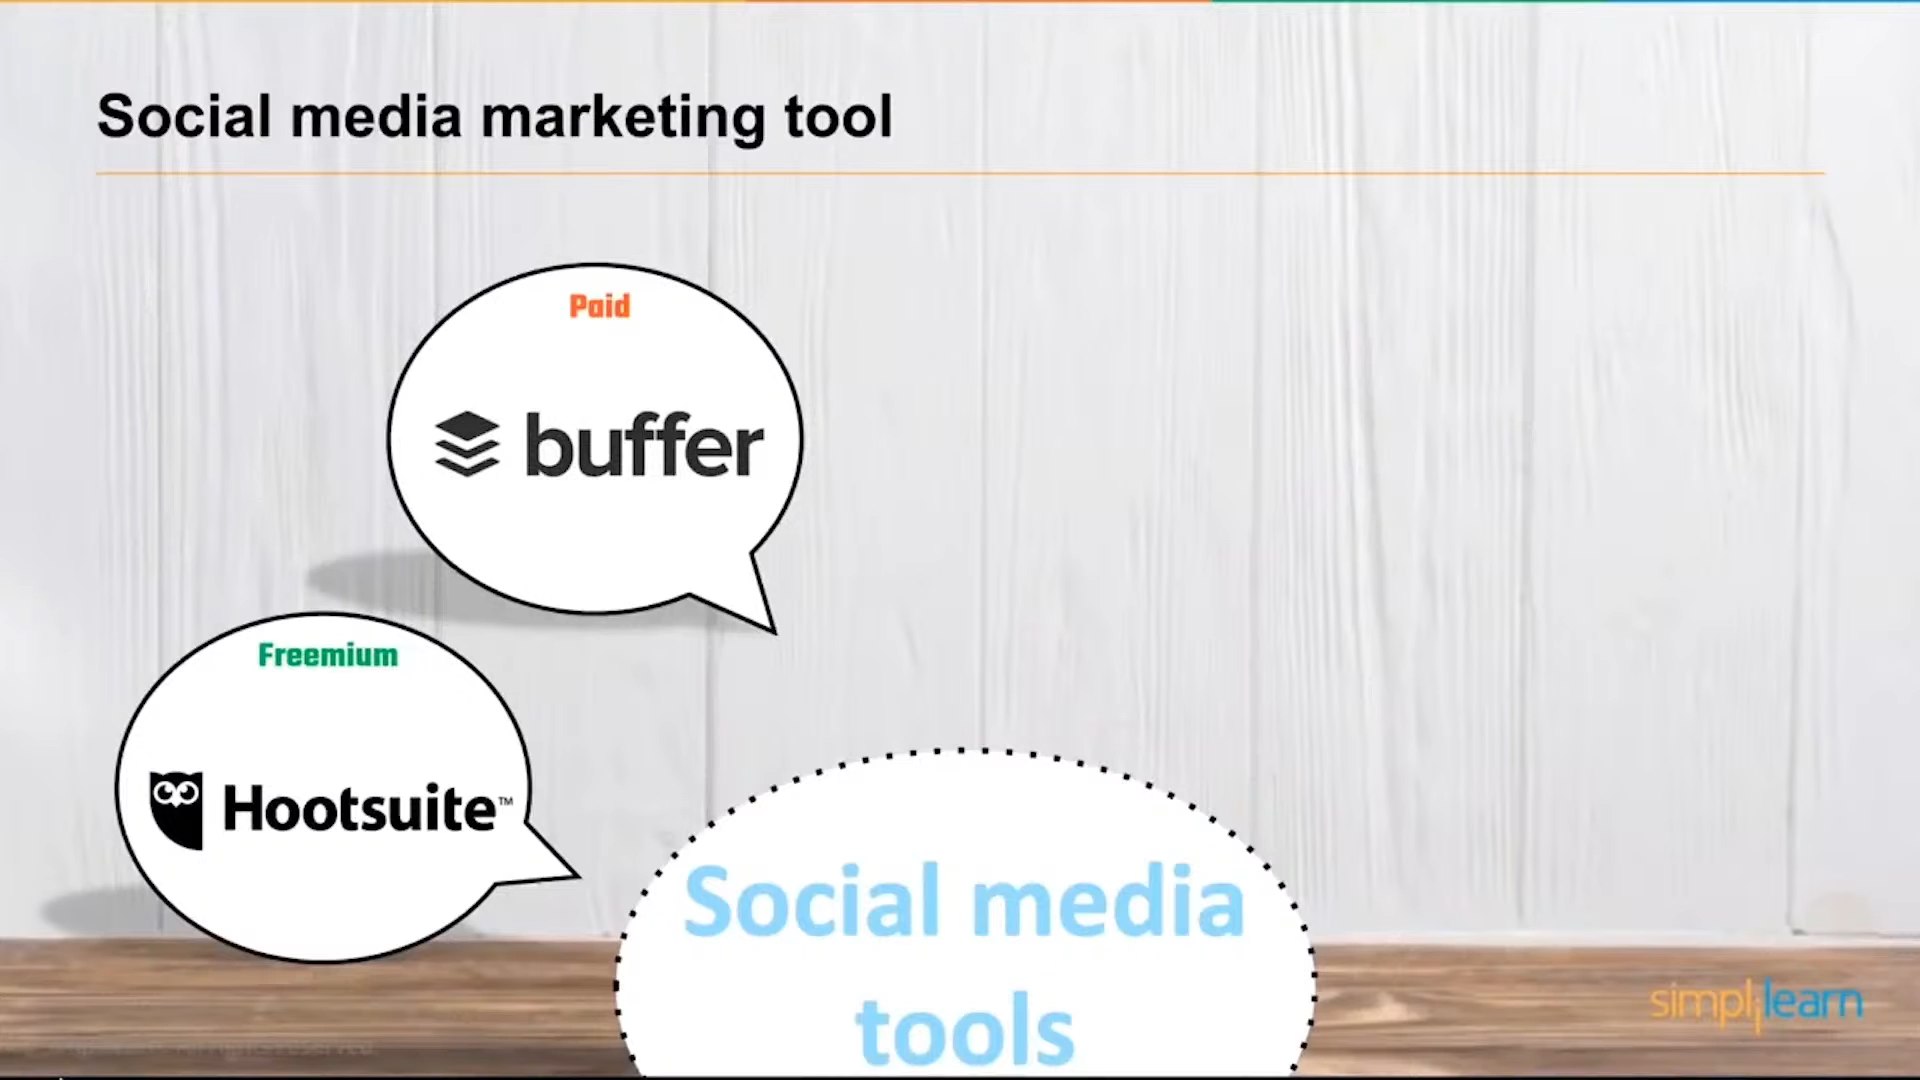 Social media marketing tool
Paid
buffer
Freemium
Hootsuite™
Social media
tools
simplilearn